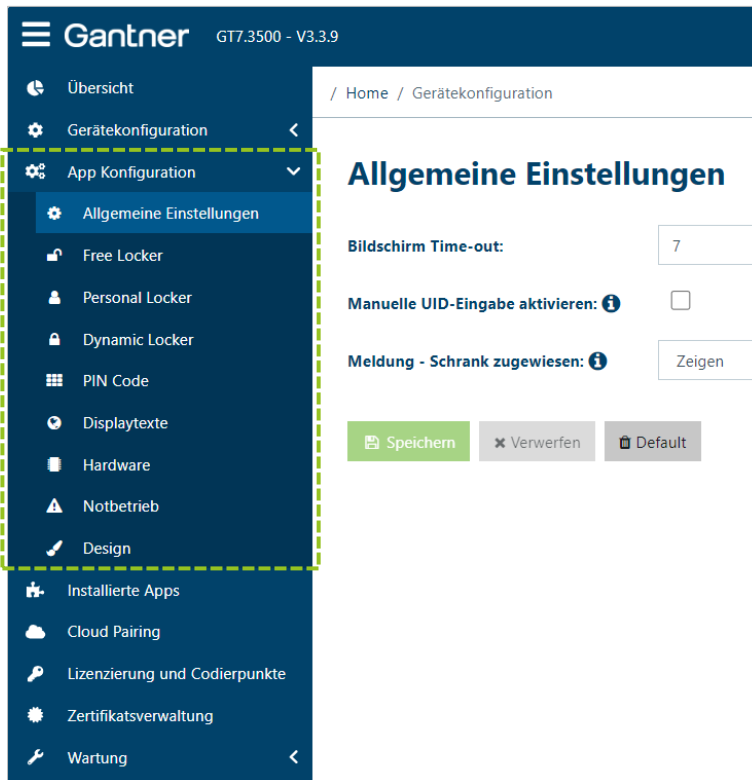 Gantner GT7.3500 - V3.3.9
Übersicht
Gerätekonfiguration
App Konfiguration
Allgemeine Einstellungen
Free Locker
Personal Locker
Dynamic Locker
PIN Code
Displaytexte
Hardware
Notbetrieb
Design
Installierte Apps
Cloud Pairing
Lizenzierung und Codierpunkte
Zertifikatsverwaltung
Wartung
/ Home / Gerätekonfiguration
Allgemeine Einstellungen
Bildschirm Time-out: 7
Manuelle UID-Eingabe aktivieren:
Meldung - Schrank zugewiesen: Zeigen
Speichern Verwerfen Default